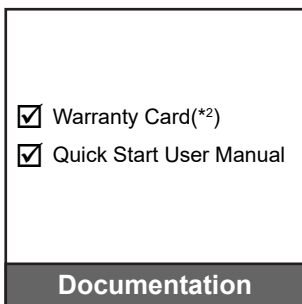 ☑ Warranty Card(*²)
☑ Quick Start User Manual
Documentation